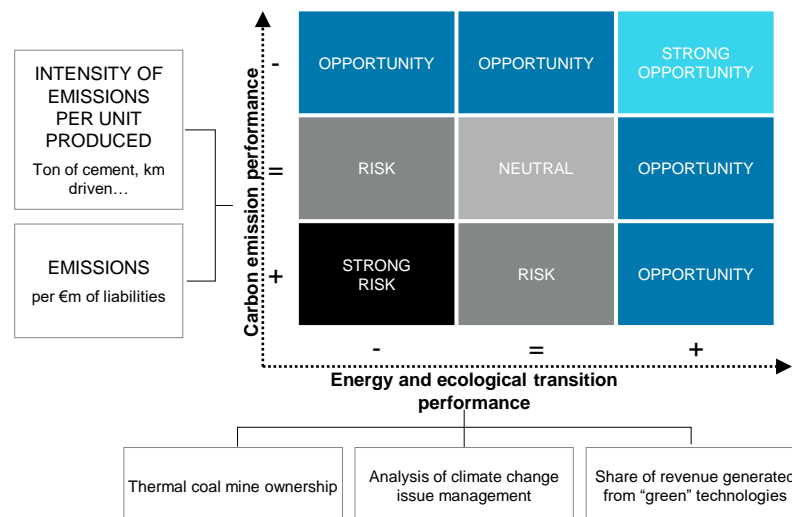 INTENSITY OF
EMISSIONS
PER UNIT
PRODUCED
Ton of cement, km
driven…
EMISSIONS
per €m of liabilities
Carbon emission performance
-
=
+
OPPORTUNITY
OPPORTUNITY
STRONG
OPPORTUNITY
RISK
NEUTRAL
OPPORTUNITY
STRONG
RISK
RISK
OPPORTUNITY
-
=
+
Energy and ecological transition
performance
Thermal coal mine ownership
Analysis of climate change
issue management
Share of revenue generated
from “green” technologies